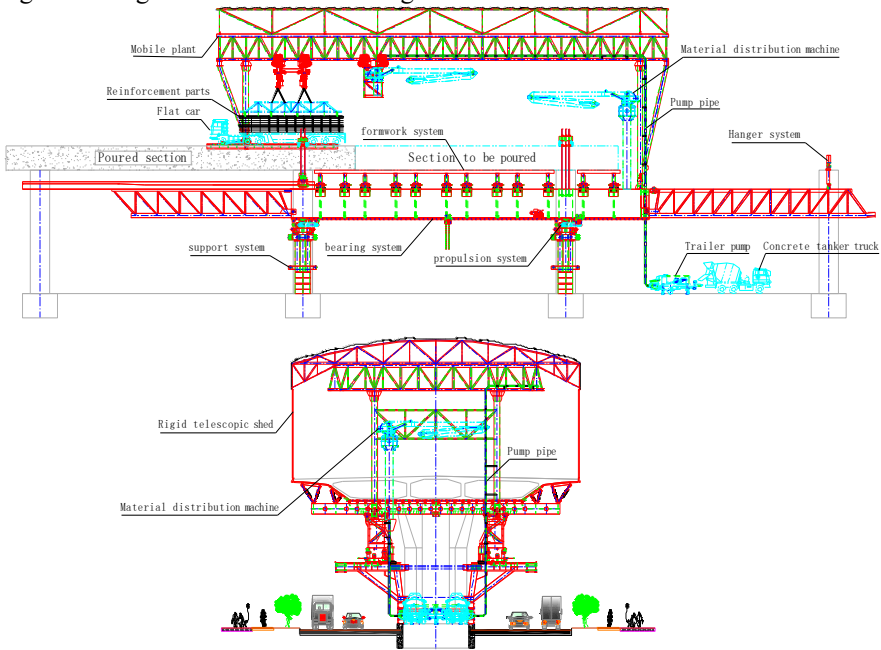 Mobile plant
Material distribution machine
Reinforcement parts
Flat car
Pump pipe
formwork system
Hanger system
Poured section
Section to be poured
support system
bearing system
propulsion system
Trailer pump
Concrete tanker truck
Rigid telescopic shed
Pump pipe
Material distribution machine